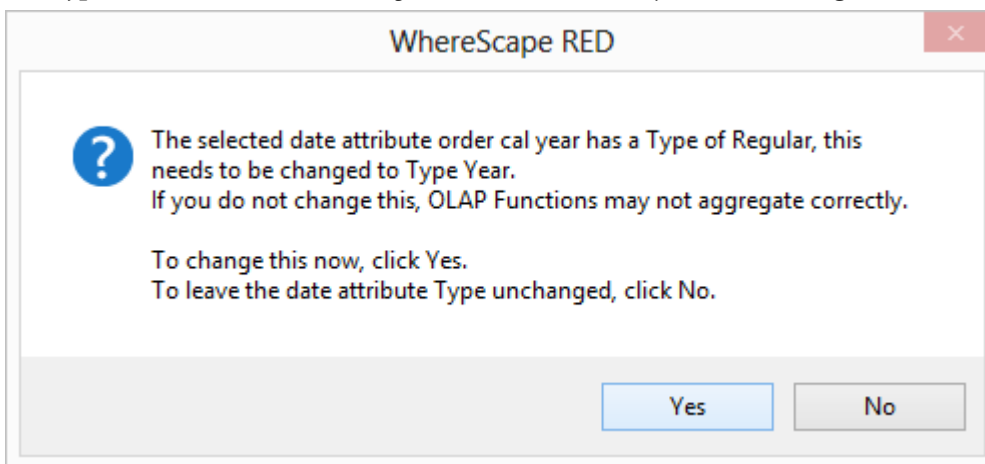 WhereScape RED
The selected date attribute order cal year has a Type of Regular, this
needs to be changed to Type Year.
If you do not change this, OLAP Functions may not aggregate correctly.
To change this now, click Yes.
To leave the date attribute Type unchanged, click No.
Yes No